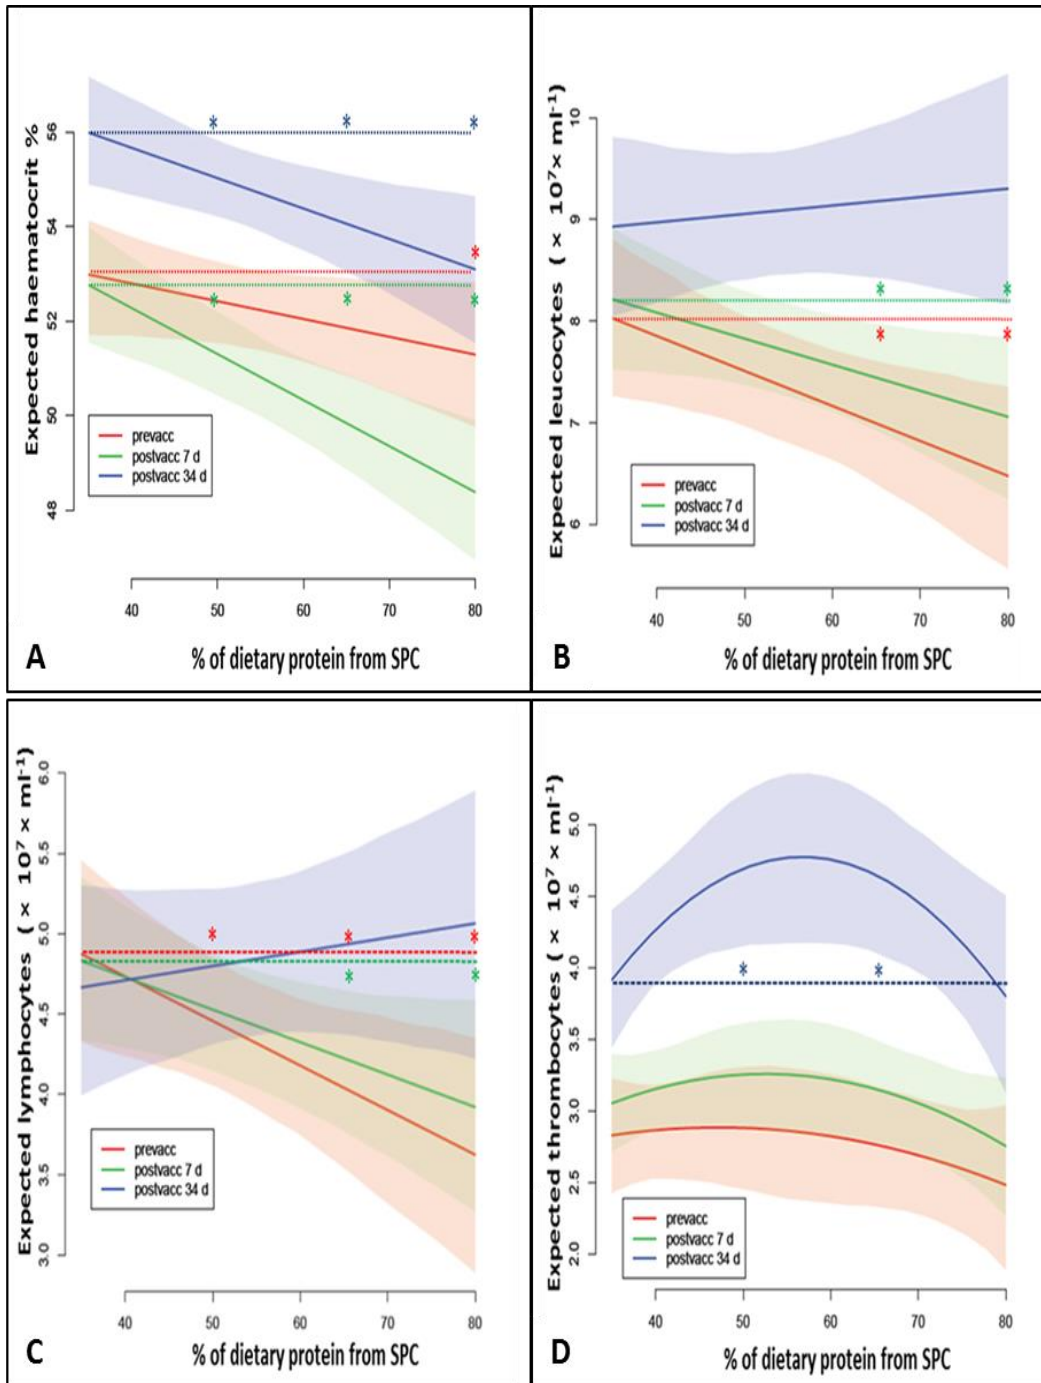 Expected haematocrit %
56
54
52
50
48
prevacc
postvacc 7 d
postvacc 34 d
40 50 60 70 80
% of dietary protein from SPC
A
Expected leucocytes ( × 10⁷× ml⁻¹)
10
9
8
7
6
prevacc
postvacc 7 d
postvacc 34 d
40 50 60 70 80
% of dietary protein from SPC
B
Expected lymphocytes ( × 10⁷ × ml⁻¹)
6.0
5.5
5.0
4.5
4.0
3.5
3.0
prevacc
postvacc 7 d
postvacc 34 d
40 50 60 70 80
% of dietary protein from SPC
C
Expected thrombocytes ( × 10⁷ × ml⁻¹)
5.0
4.5
4.0
3.5
3.0
2.5
2.0
prevacc
postvacc 7 d
postvacc 34 d
40 50 60 70 80
% of dietary protein from SPC
D